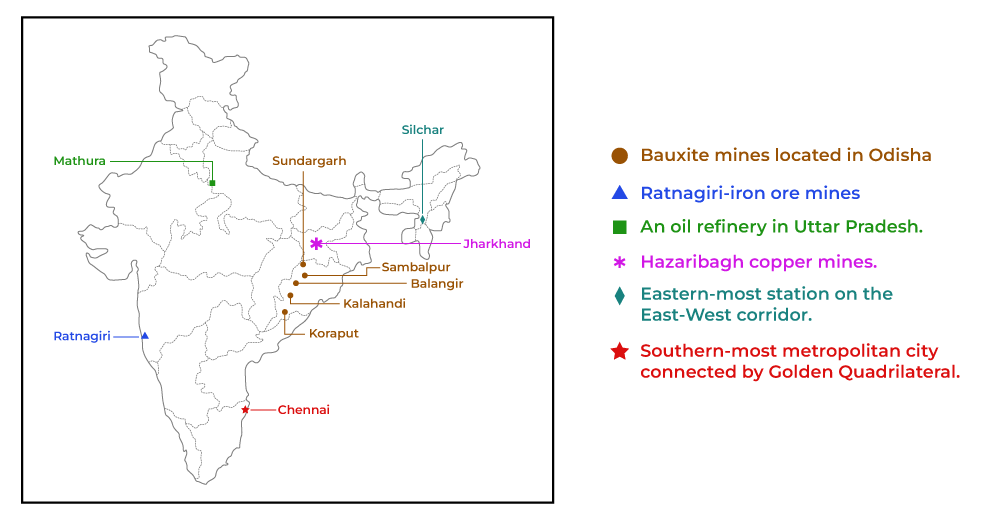 Silchar
Mathura
Sundargarh
Jharkhand
Sambalpur
Balangir
Kalahandi
Koraput
Ratnagiri
Chennai
Bauxite mines located in Odisha
Ratnagiri-iron ore mines
An oil refinery in Uttar Pradesh.
Hazaribagh copper mines.
Eastern-most station on the
East-West corridor.
Southern-most metropolitan city
connected by Golden Quadrilateral.